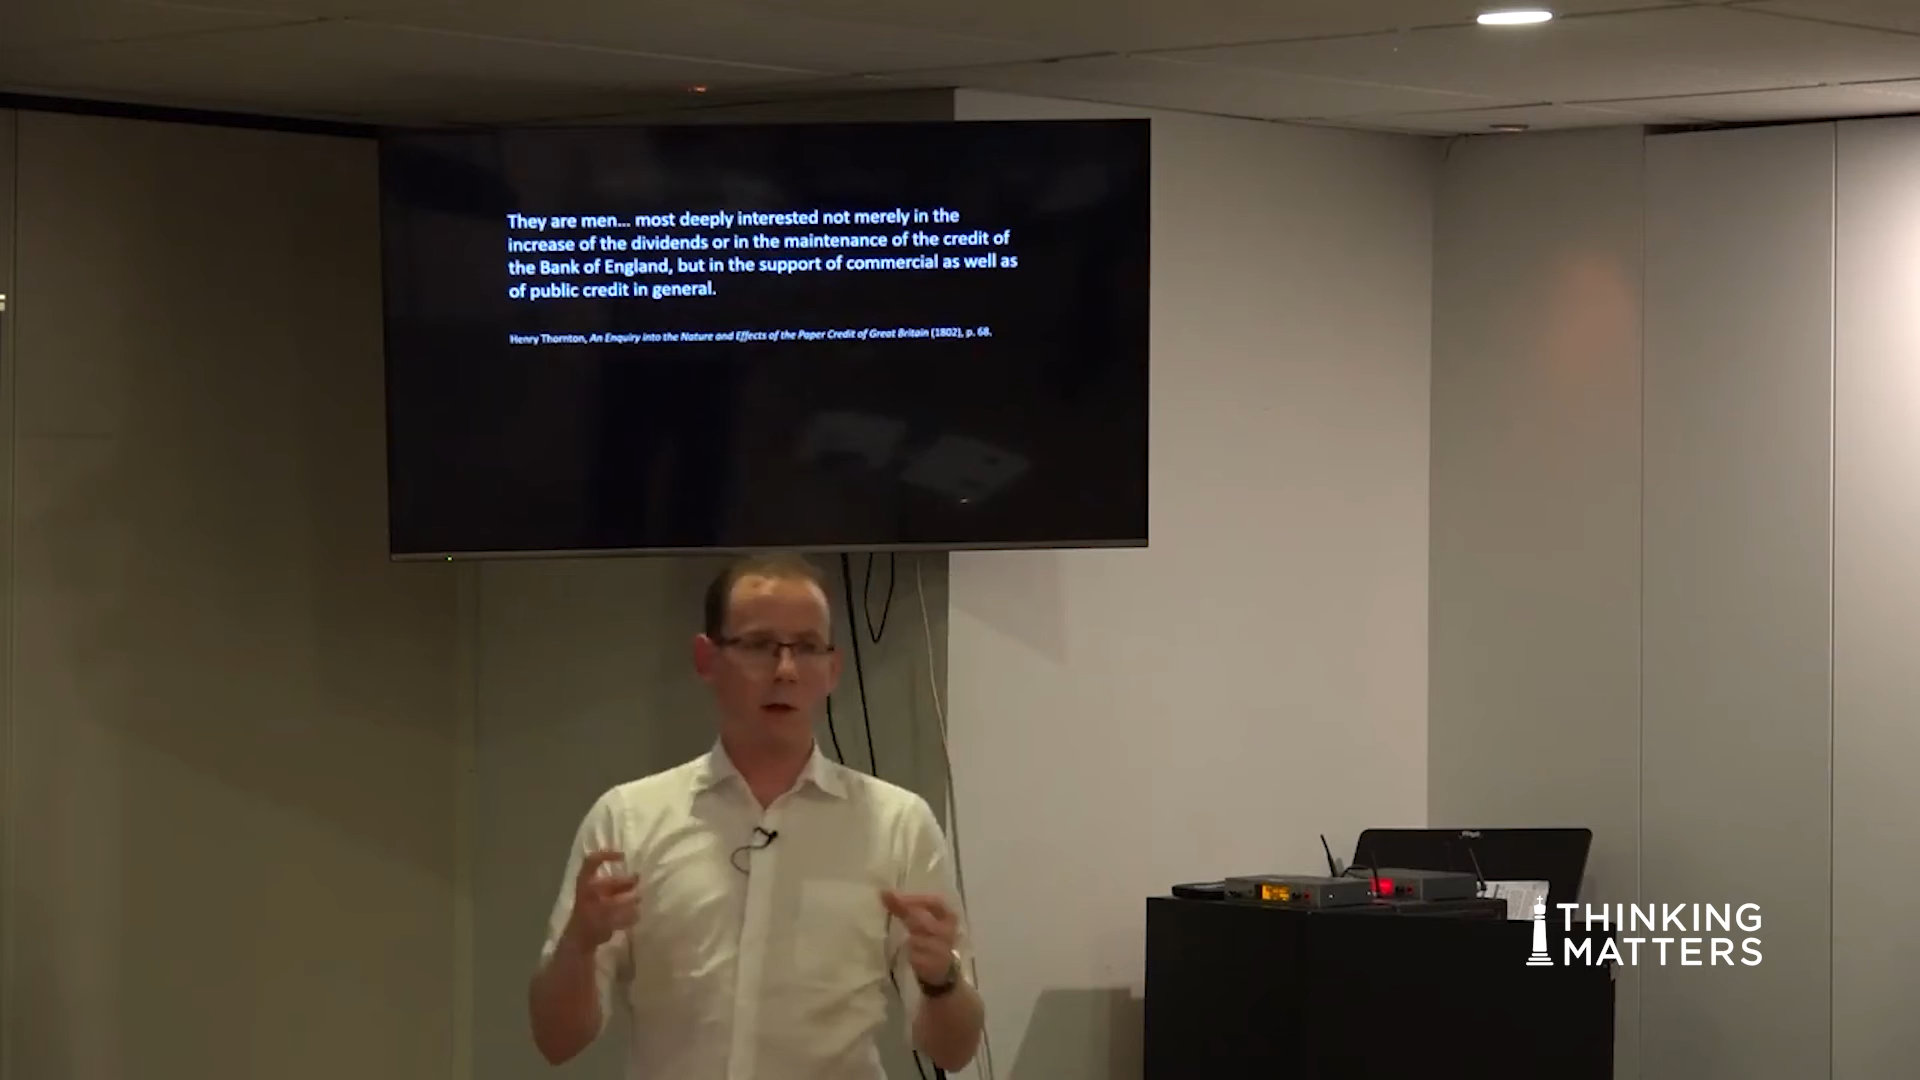 They are men... most deeply interested not merely in the
increase of the dividends or in the maintenance of the credit of
the Bank of England, but in the support of commercial as well as
of public credit in general.
Henry Thornton, An Enquiry into the Nature and Effects of the Paper Credit of Great Britain (1802), p. 68.
THINKING
MATTERS